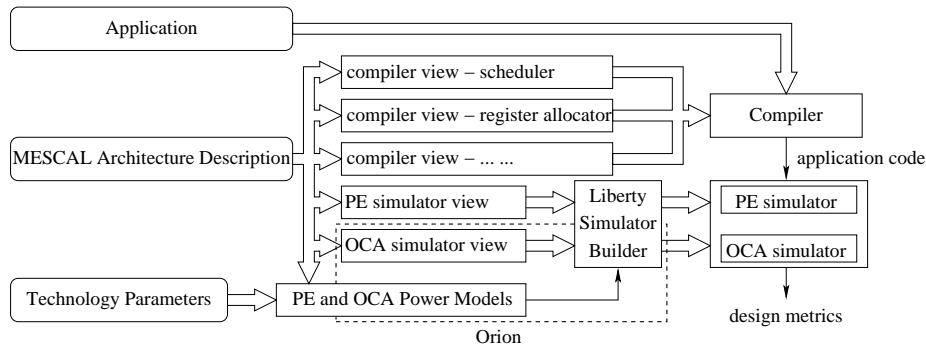 Application
compiler view – scheduler
compiler view – register allocator
Compiler
MESCAL Architecture Description
compiler view – ... ...
application code
PE simulator view
Liberty
Simulator
Builder
PE simulator
OCA simulator view
OCA simulator
Technology Parameters
PE and OCA Power Models
design metrics
Orion